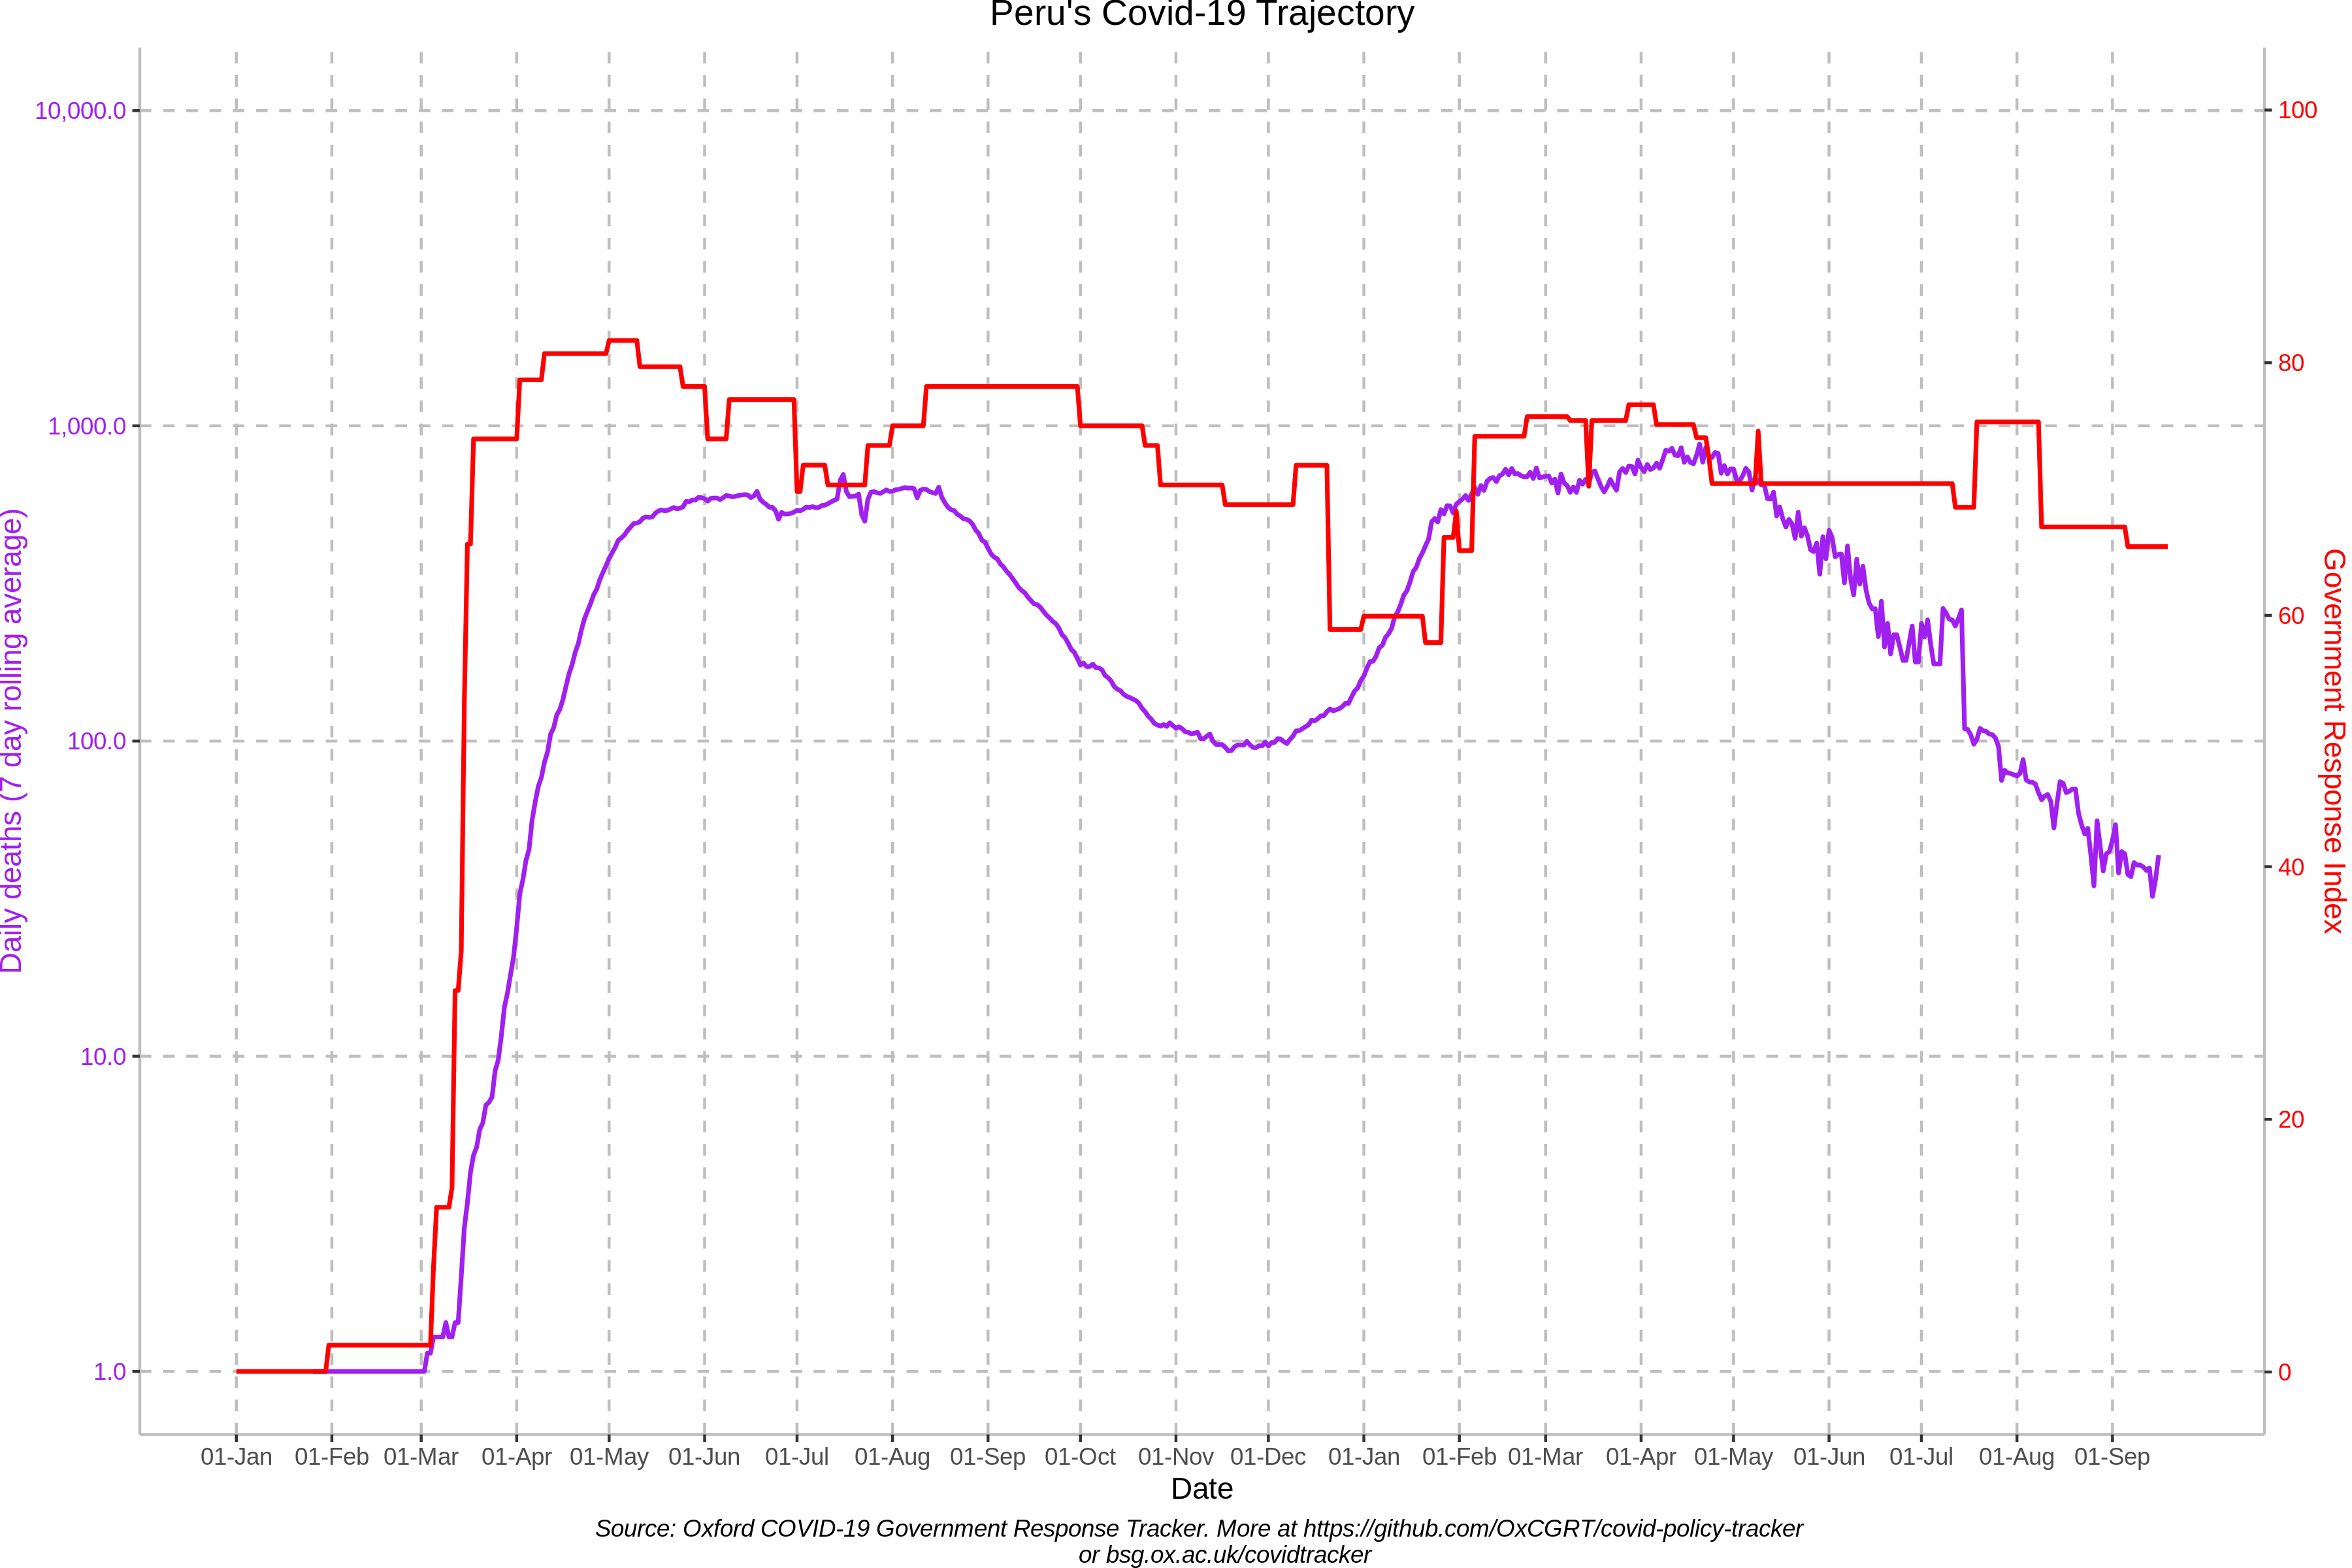 Peru's Covid-19 Trajectory
10,000.0
1,000.0
100.0
10.0
1.0
Daily deaths (7 day rolling average)
100
80
60
40
20
0
Government Response Index
01-Jan 01-Feb 01-Mar 01-Apr 01-May 01-Jun 01-Jul 01-Aug 01-Sep 01-Oct 01-Nov 01-Dec 01-Jan 01-Feb 01-Mar 01-Apr 01-May 01-Jun 01-Jul 01-Aug 01-Sep
Date
Source: Oxford COVID-19 Government Response Tracker. More at https://github.com/OxCGRT/covid-policy-tracker
or bsg.ox.ac.uk/covidtracker